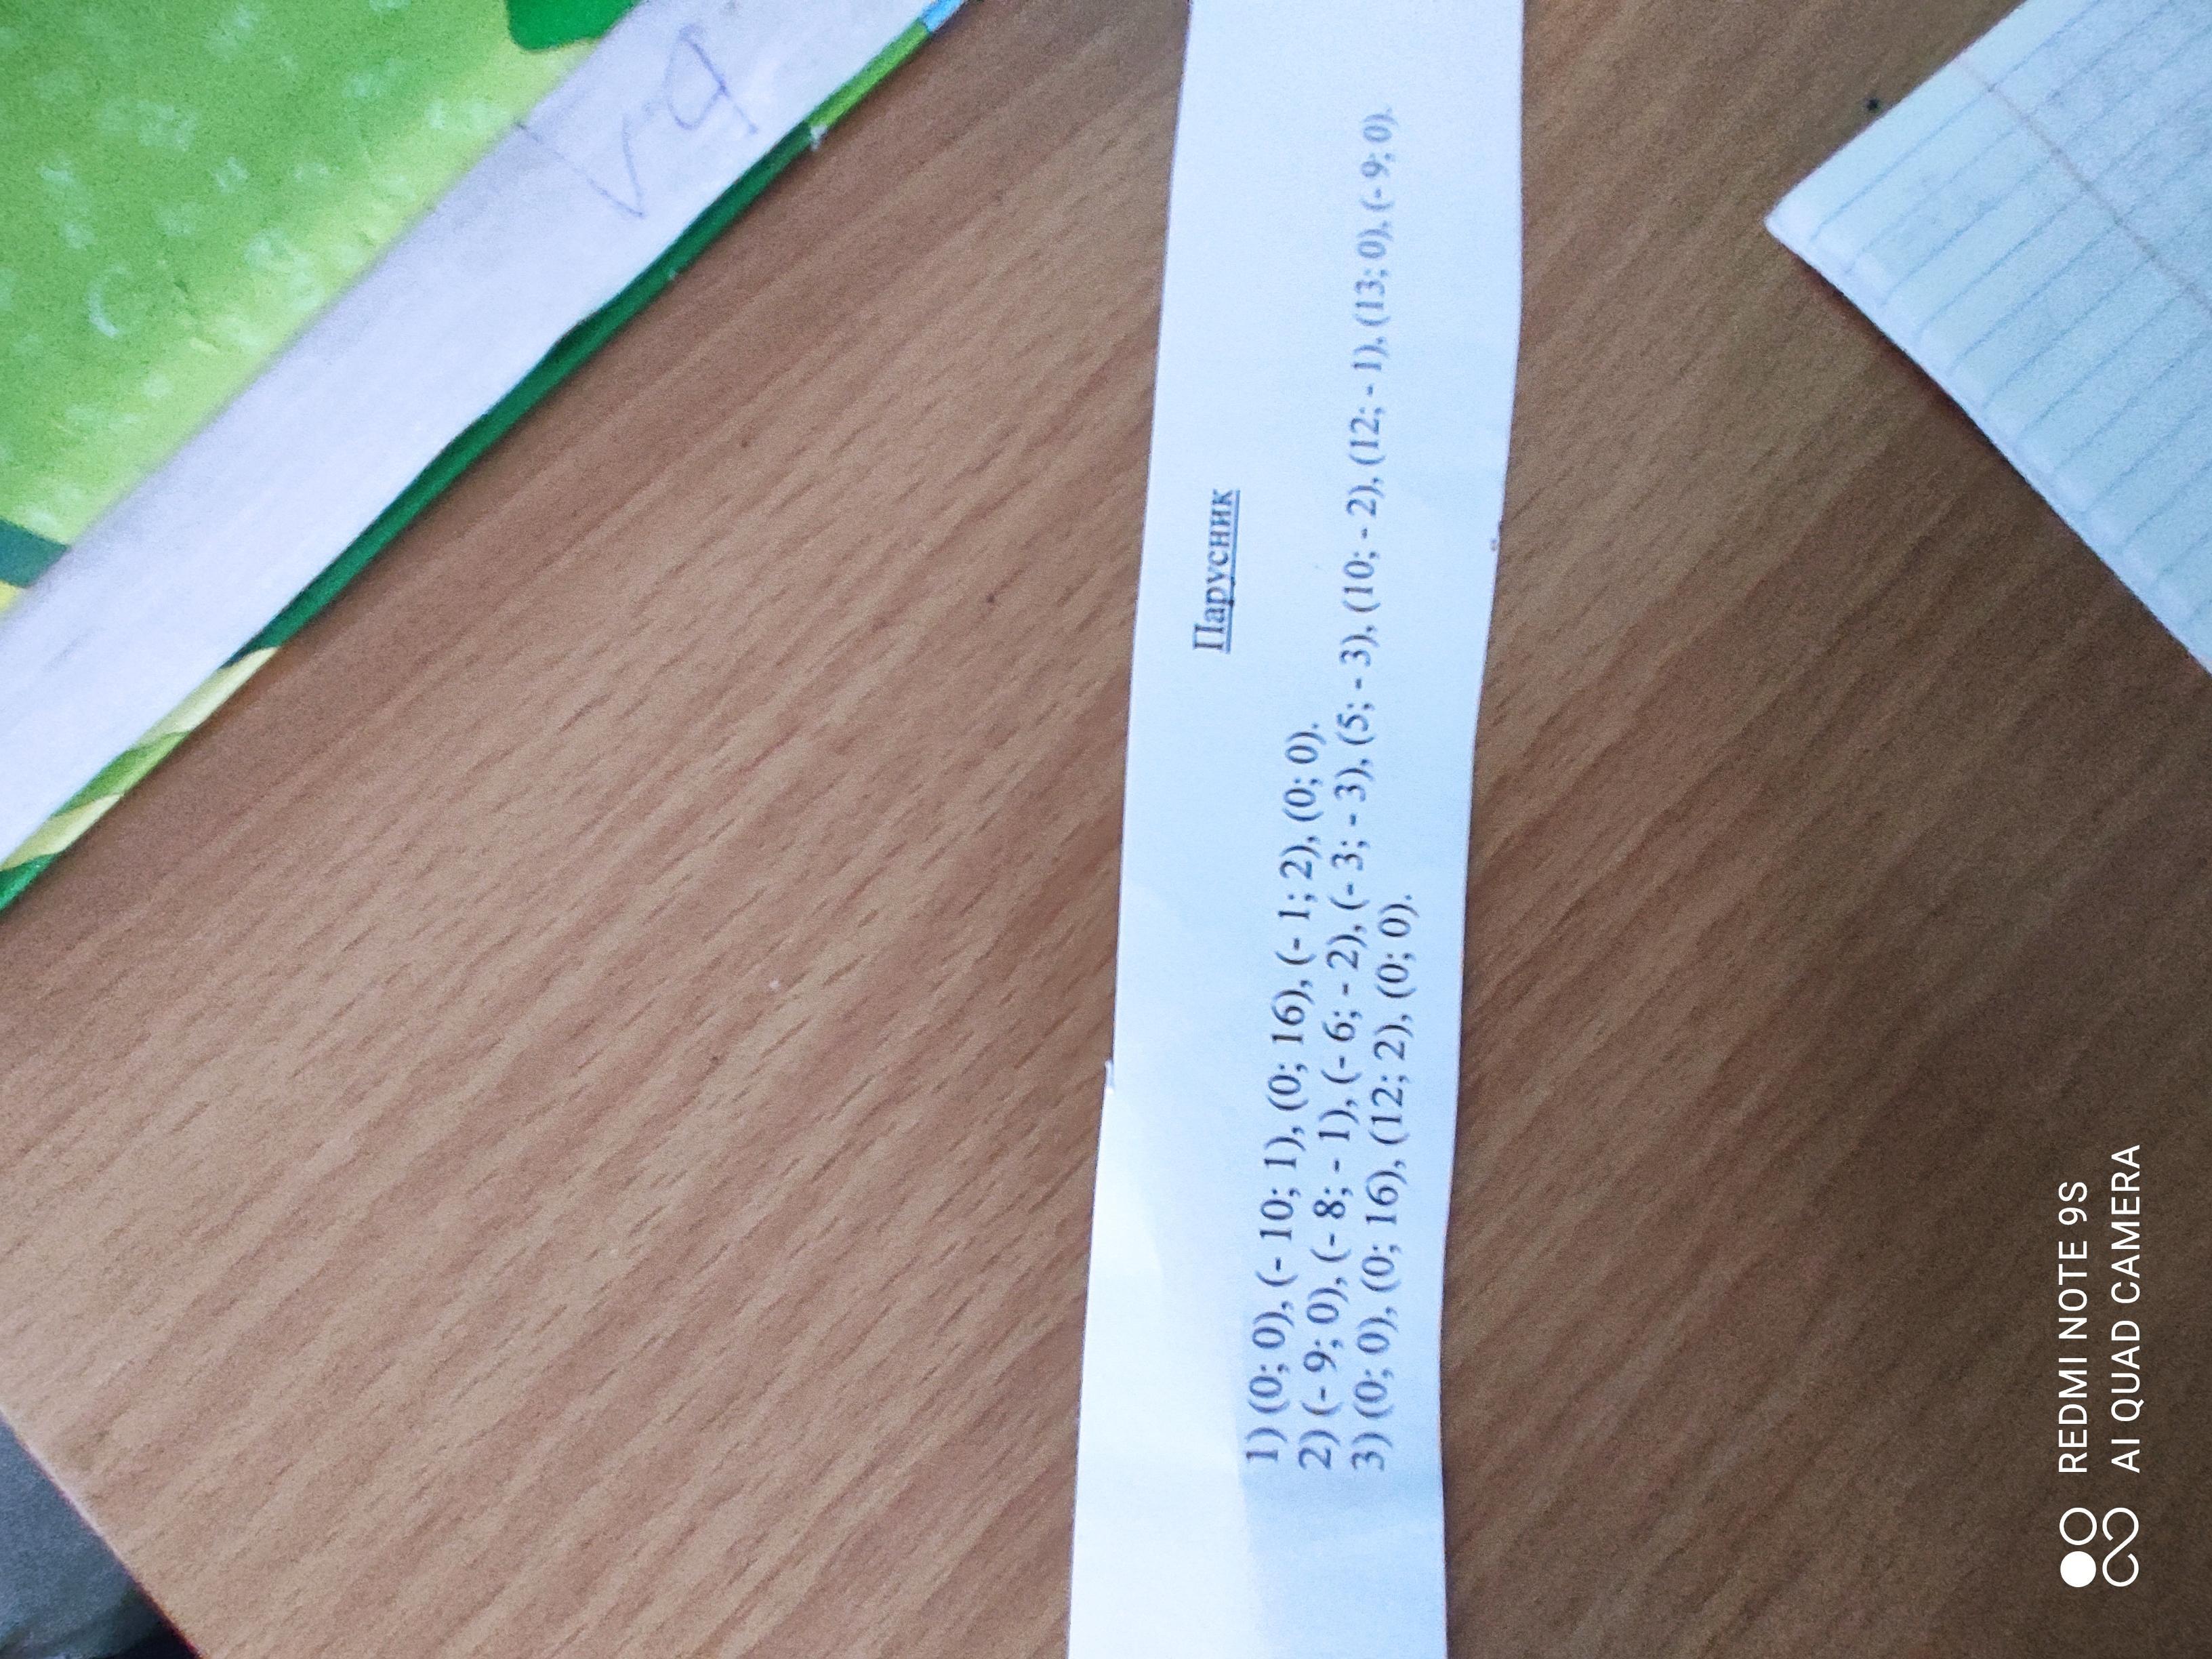 Парусник
1) (0; 0), (- 10; 1), (0; 16), (- 1; 2), (0; 0).
2) (- 9; 0), (- 8; - 1), (- 6; - 2), (- 3; - 3), (5; - 3), (10; - 2), (12; - 1), (13; 0), (- 9; 0).
3) (0; 0), (0; 16), (12; 2), (0; 0).
REDMI NOTE 9S
AI QUAD CAMERA